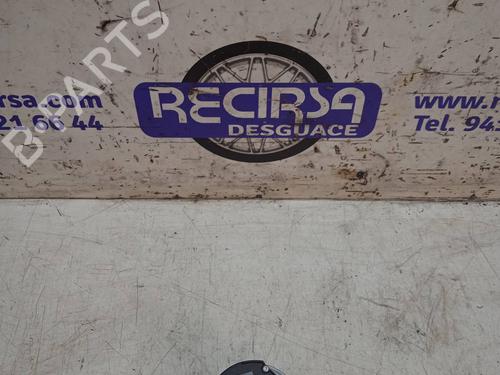 B-PARTS
RECIRSA
DESGUACE
rsa.com
21 66 44
www.r
Tel. 94